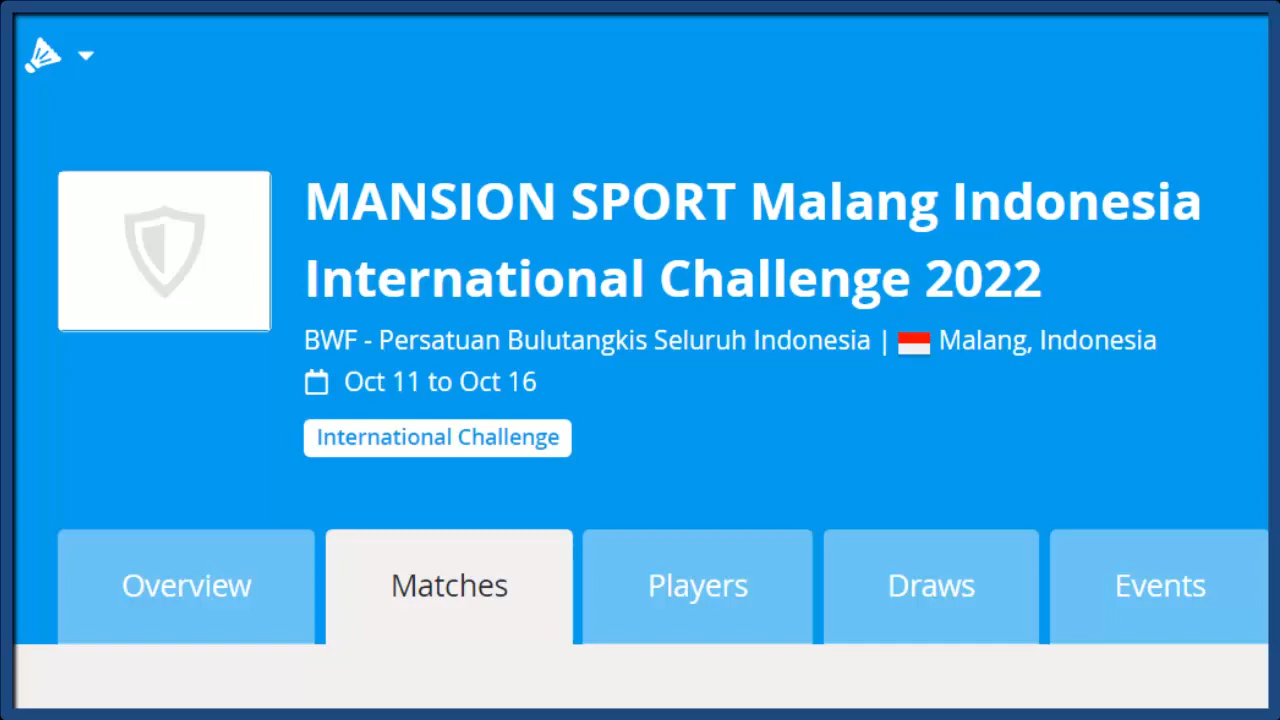 MANSION SPORT Malang Indonesia
International Challenge 2022
BWF - Persatuan Bulutangkis Seluruh Indonesia | Malang, Indonesia
Oct 11 to Oct 16
International Challenge
Overview Matches Players Draws Events